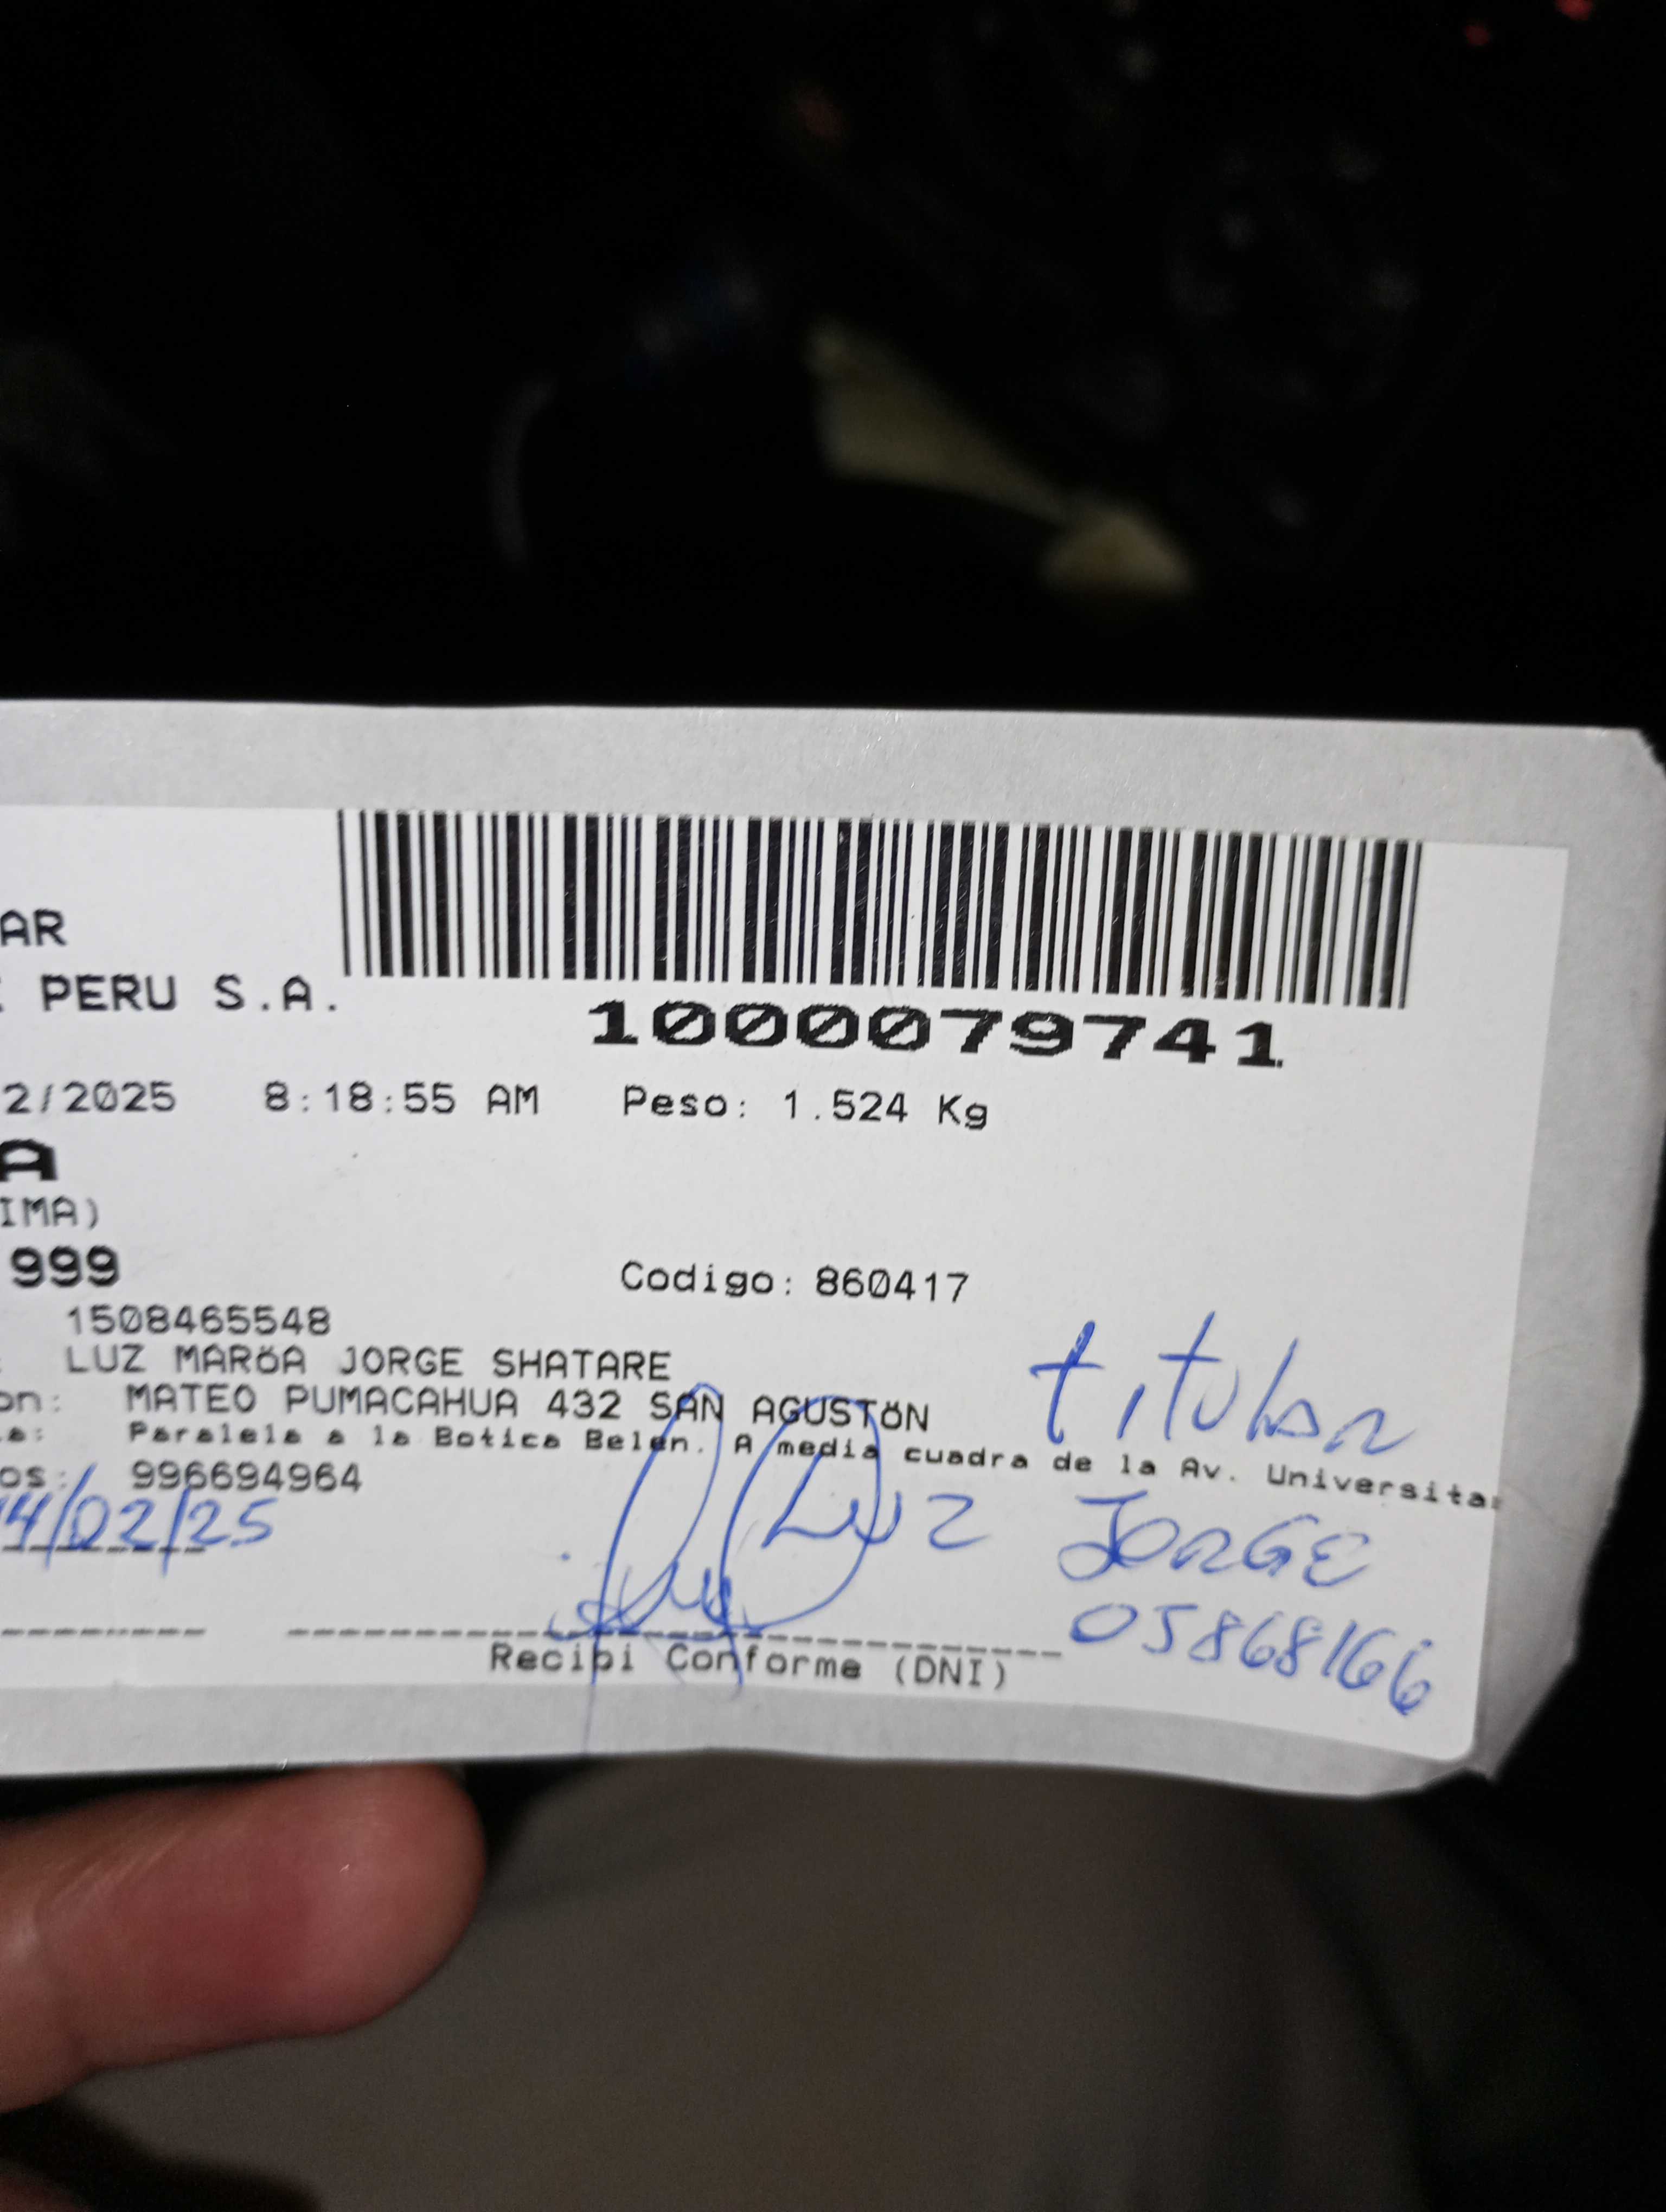 AR
PERU S.A.
1000079741
2/2025 8:18:55 AM Peso: 1.524 Kg
A
IMA)
999 Codigo: 860417
1508465548
LUZ MARöA JORGE SHATARE
on: MATEO PUMACAHUA 432 SAN AGUSTöN
a: Paralela a la Botica Belen. A media cuadra de la Av. Universita
os: 996694964
titular
4/02/25
Luz JORGE
05868166
Recibi Conforme (DNI)